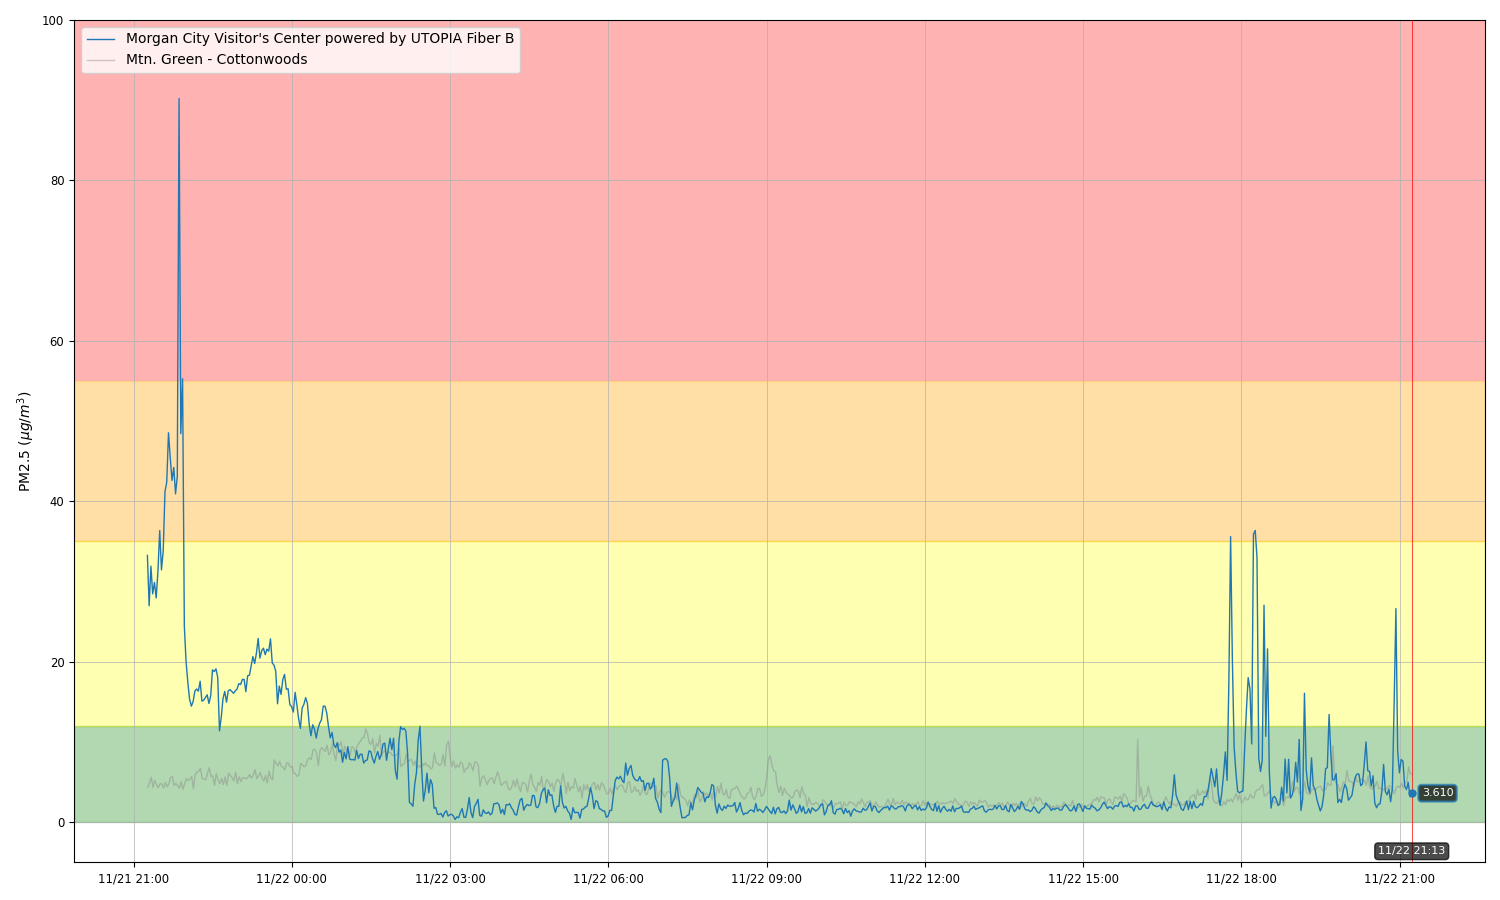 100
Morgan City Visitor's Center powered by UTOPIA Fiber B
Mtn. Green - Cottonwoods
80
60
PM2.5 (μg/m³)
40
20
3.610
0
11/22 21:13
11/21 21:00 11/22 00:00 11/22 03:00 11/22 06:00 11/22 09:00 11/22 12:00 11/22 15:00 11/22 18:00 11/22 21:00